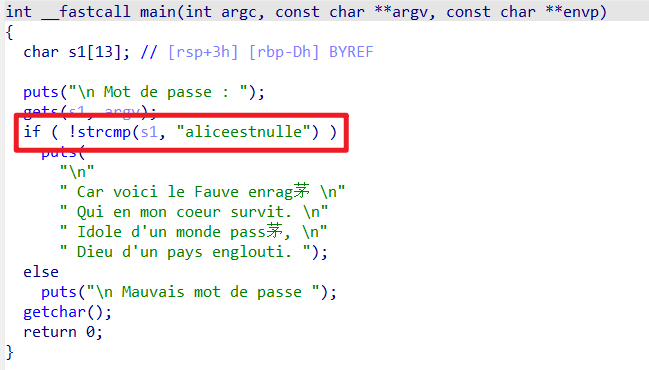 int __fastcall main(int argc, const char **argv, const char **envp)
{
char s1[13]; // [rsp+3h] [rbp-Dh] BYREF
puts("\n Mot de passe : ");
gets(s1, argv);
if ( !strcmp(s1, "aliceestnulle") )
puts(
"\n"
" Car voici le Fauve enrag茅 \n"
" Qui en mon coeur survit. \n"
" Idole d'un monde pass茅, \n"
" Dieu d'un pays englouti. ");
else
puts("\n Mauvais mot de passe ");
getchar();
return 0;
}